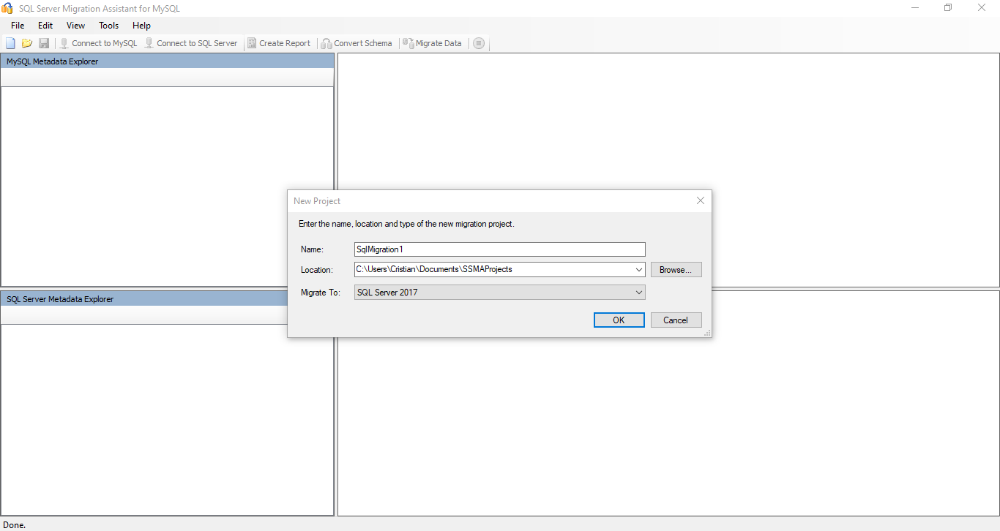 SQL Server Migration Assistant for MySQL
File Edit View Tools Help
Connect to MySQL Connect to SQL Server Create Report Convert Schema Migrate Data
MySQL Metadata Explorer
New Project
Enter the name, location and type of the new migration project.
Name: SqlMigration1
Location: C:\Users\Cristian\Documents\SSMAProjects Browse...
Migrate To: SQL Server 2017
OK Cancel
SQL Server Metadata Explorer
Done.